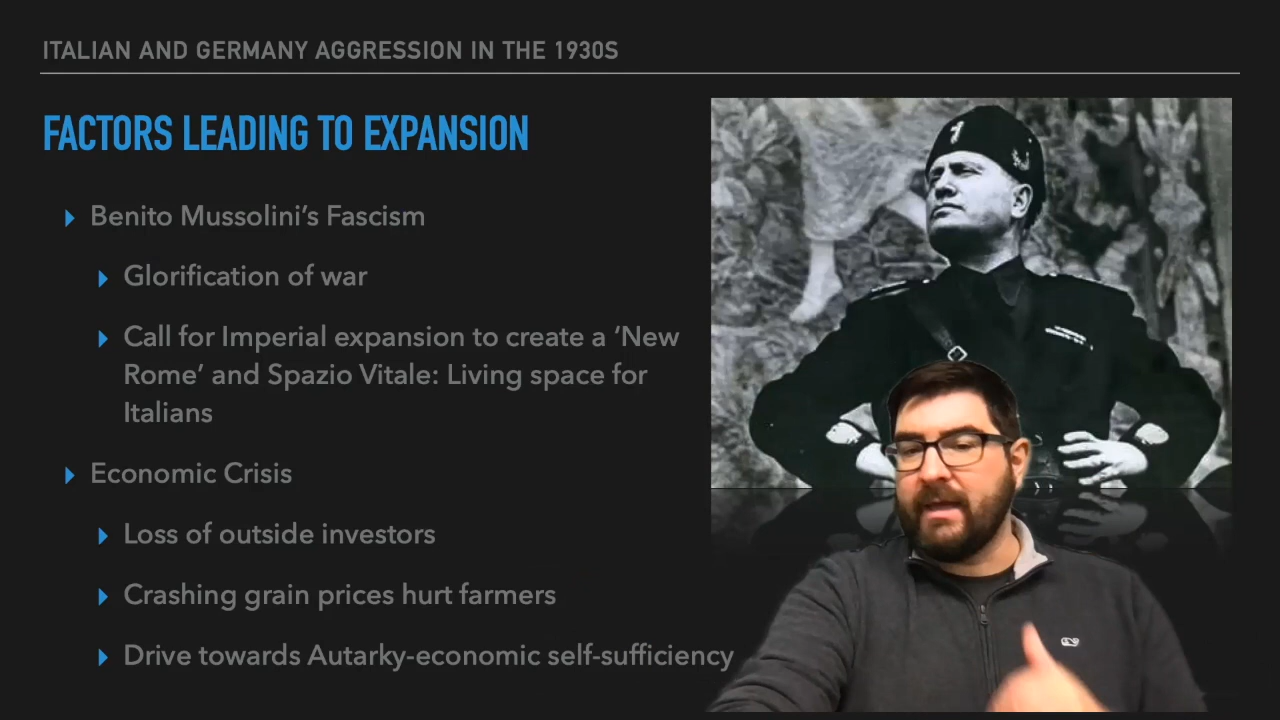 ITALIAN AND GERMANY AGGRESSION IN THE 1930S
FACTORS LEADING TO EXPANSION
Benito Mussolini’s Fascism
Glorification of war
Call for Imperial expansion to create a ‘New
Rome’ and Spazio Vitale: Living space for
Italians
Economic Crisis
Loss of outside investors
Crashing grain prices hurt farmers
Drive towards Autarky-economic self-sufficiency